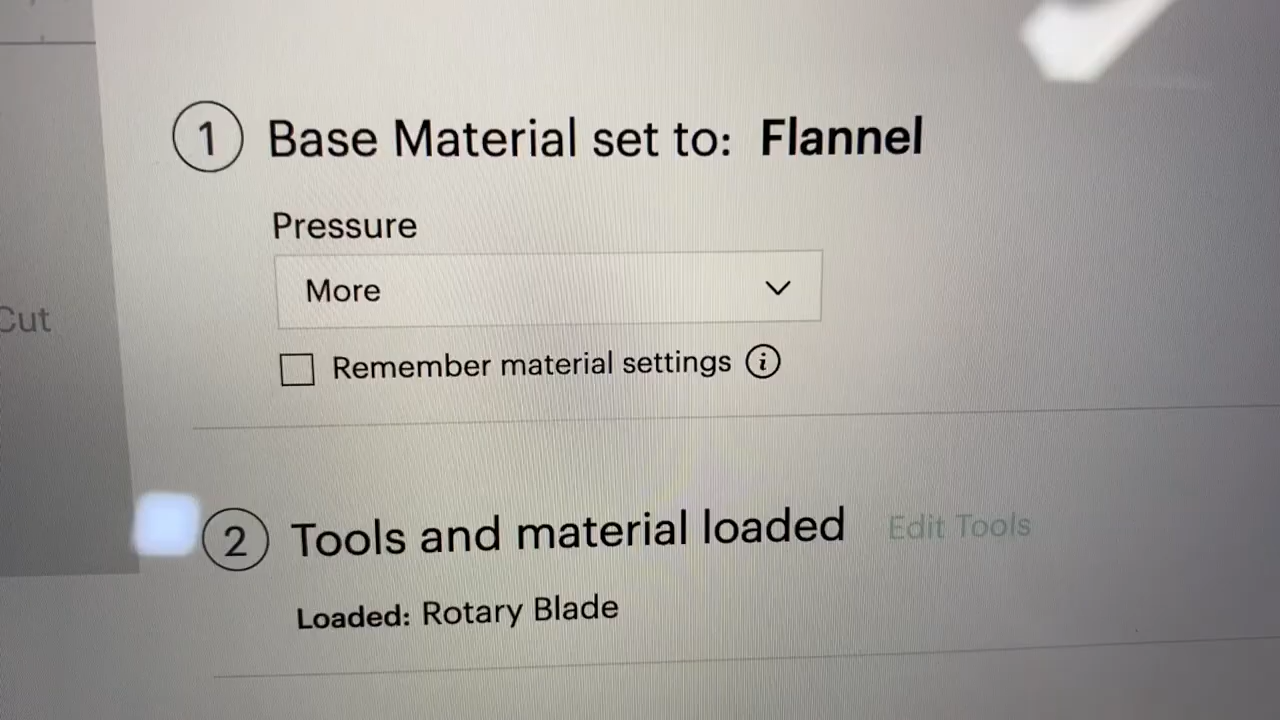 1 Base Material set to: Flannel
Pressure
More
Cut
Remember material settings i
2 Tools and material loaded Edit Tools
Loaded: Rotary Blade